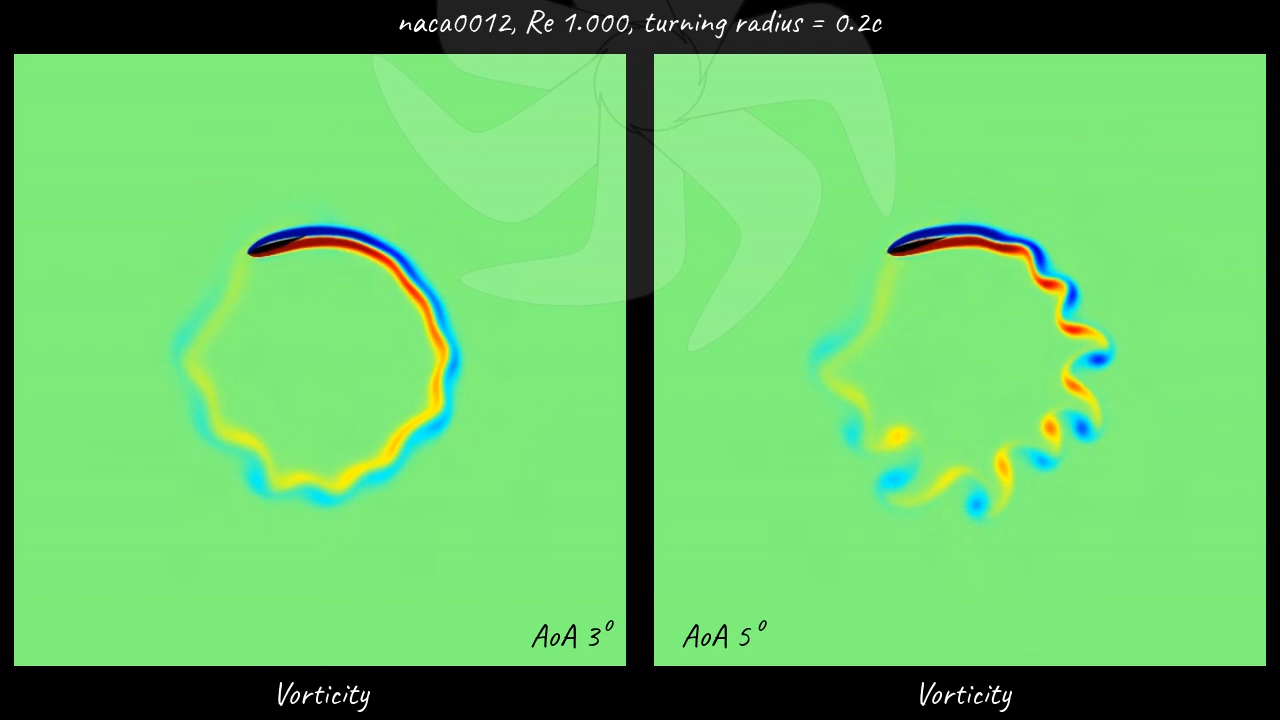 naca0012, Re 1.000, turning radius = 0.2c
AoA 3°
AoA 5°
Vorticity
Vorticity